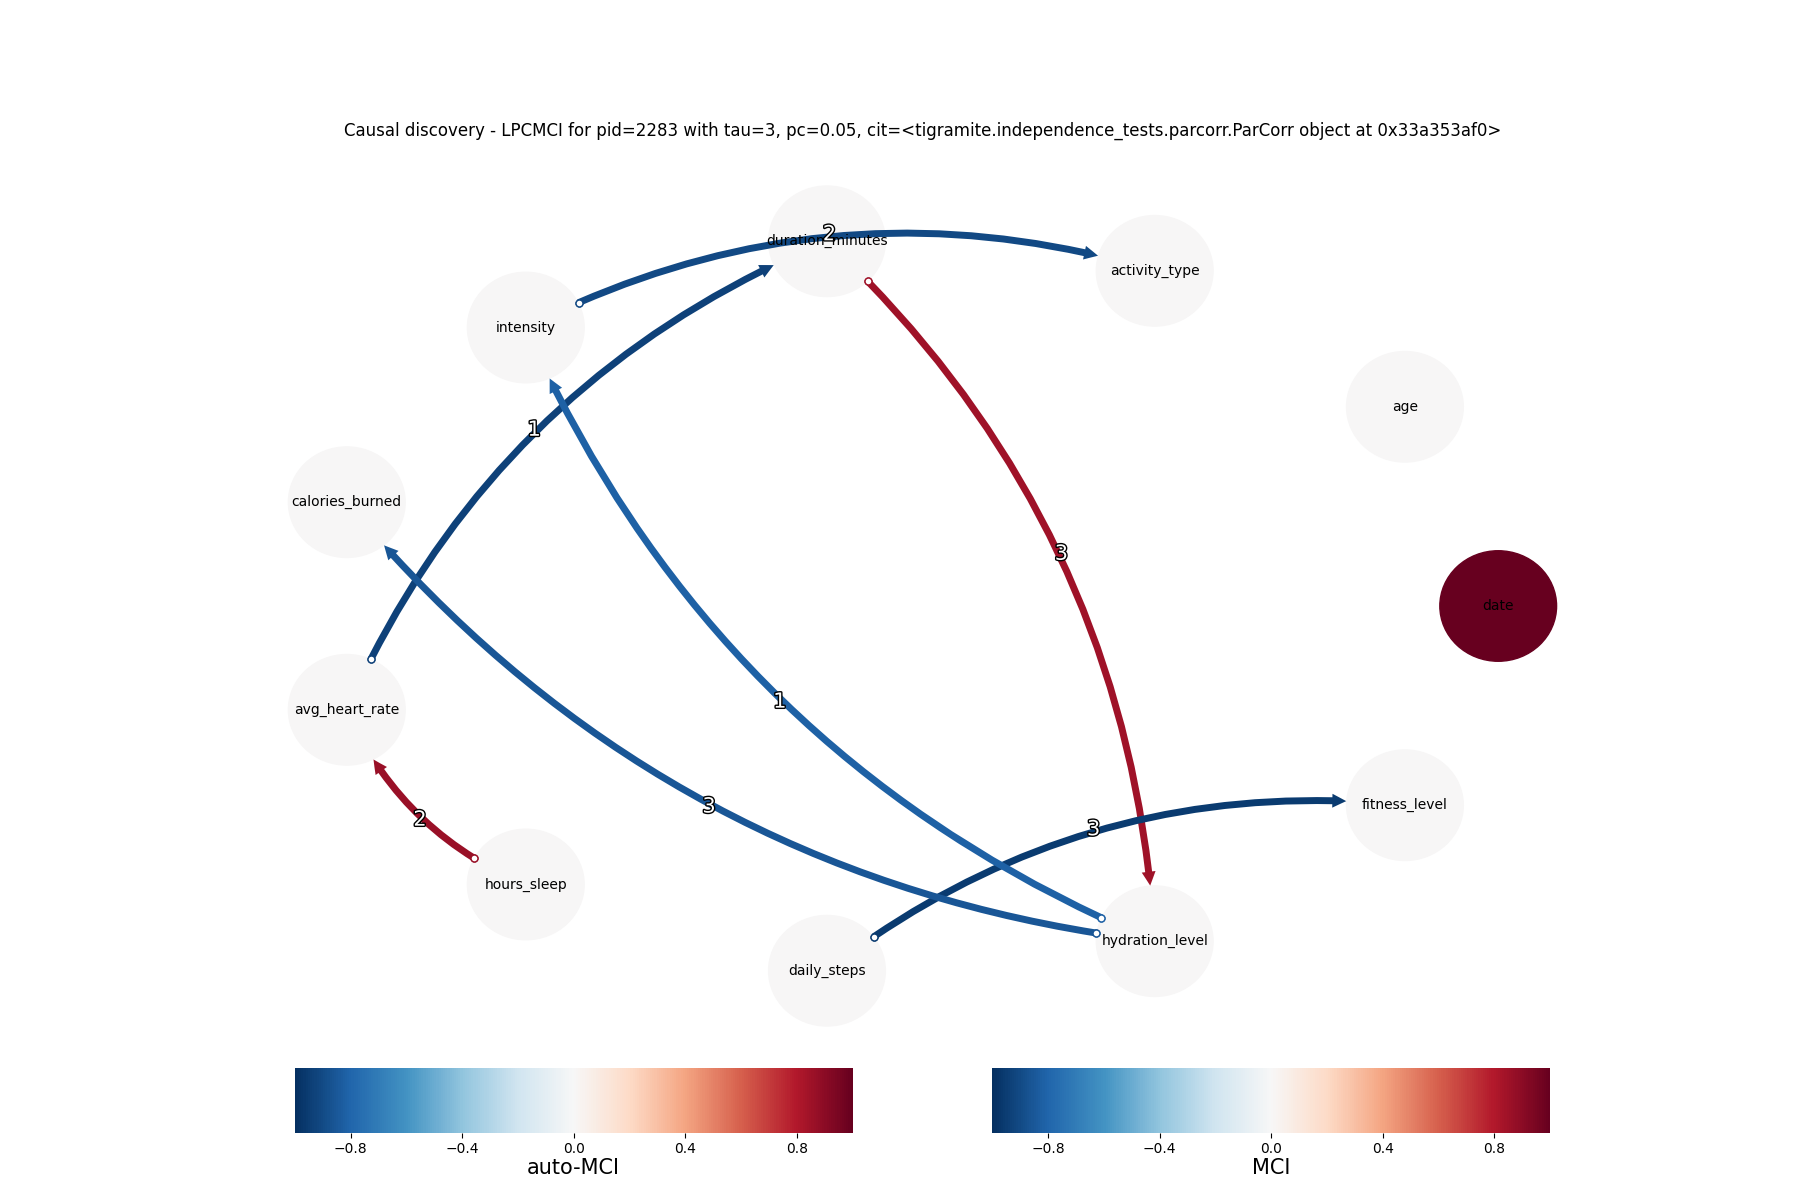 Causal discovery - LPCMCI for pid=2283 with tau=3, pc=0.05, cit=<tigramite.independence_tests.parcorr.ParCorr object at 0x33a353af0>
2
duration_minutes
activity_type
intensity
age
1
calories_burned
3
date
1
avg_heart_rate
3
2
3
fitness_level
hours_sleep
hydration_level
daily_steps
−0.8 −0.4 0.0 0.4 0.8
auto-MCI
−0.8 −0.4 0.0 0.4 0.8
MCI